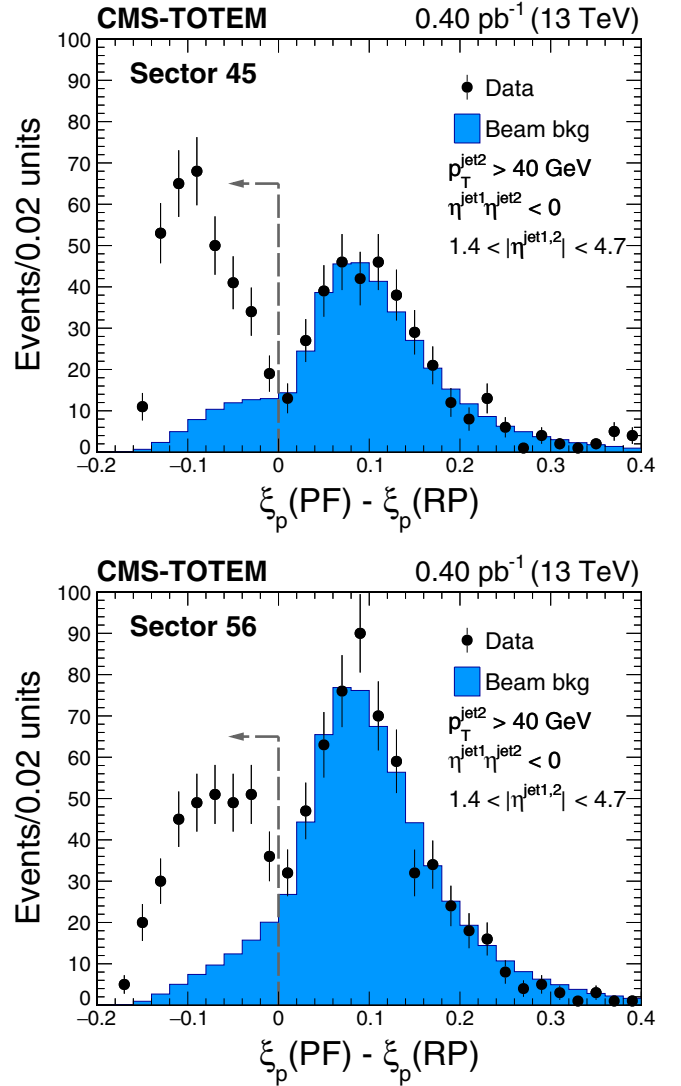 CMS-TOTEM 0.40 pb⁻¹ (13 TeV)
100
90
80
70
60
50
40
30
20
10
0
Events/0.02 units
Sector 45
Data
Beam bkg
p_T^jet2 > 40 GeV
η^jet1η^jet2 < 0
1.4 < |η^jet1,2| < 4.7
−0.2 −0.1 0 0.1 0.2 0.3 0.4
ξ_p(PF) - ξ_p(RP)
CMS-TOTEM 0.40 pb⁻¹ (13 TeV)
100
90
80
70
60
50
40
30
20
10
0
Events/0.02 units
Sector 56
Data
Beam bkg
p_T^jet2 > 40 GeV
η^jet1η^jet2 < 0
1.4 < |η^jet1,2| < 4.7
−0.2 −0.1 0 0.1 0.2 0.3 0.4
ξ_p(PF) - ξ_p(RP)